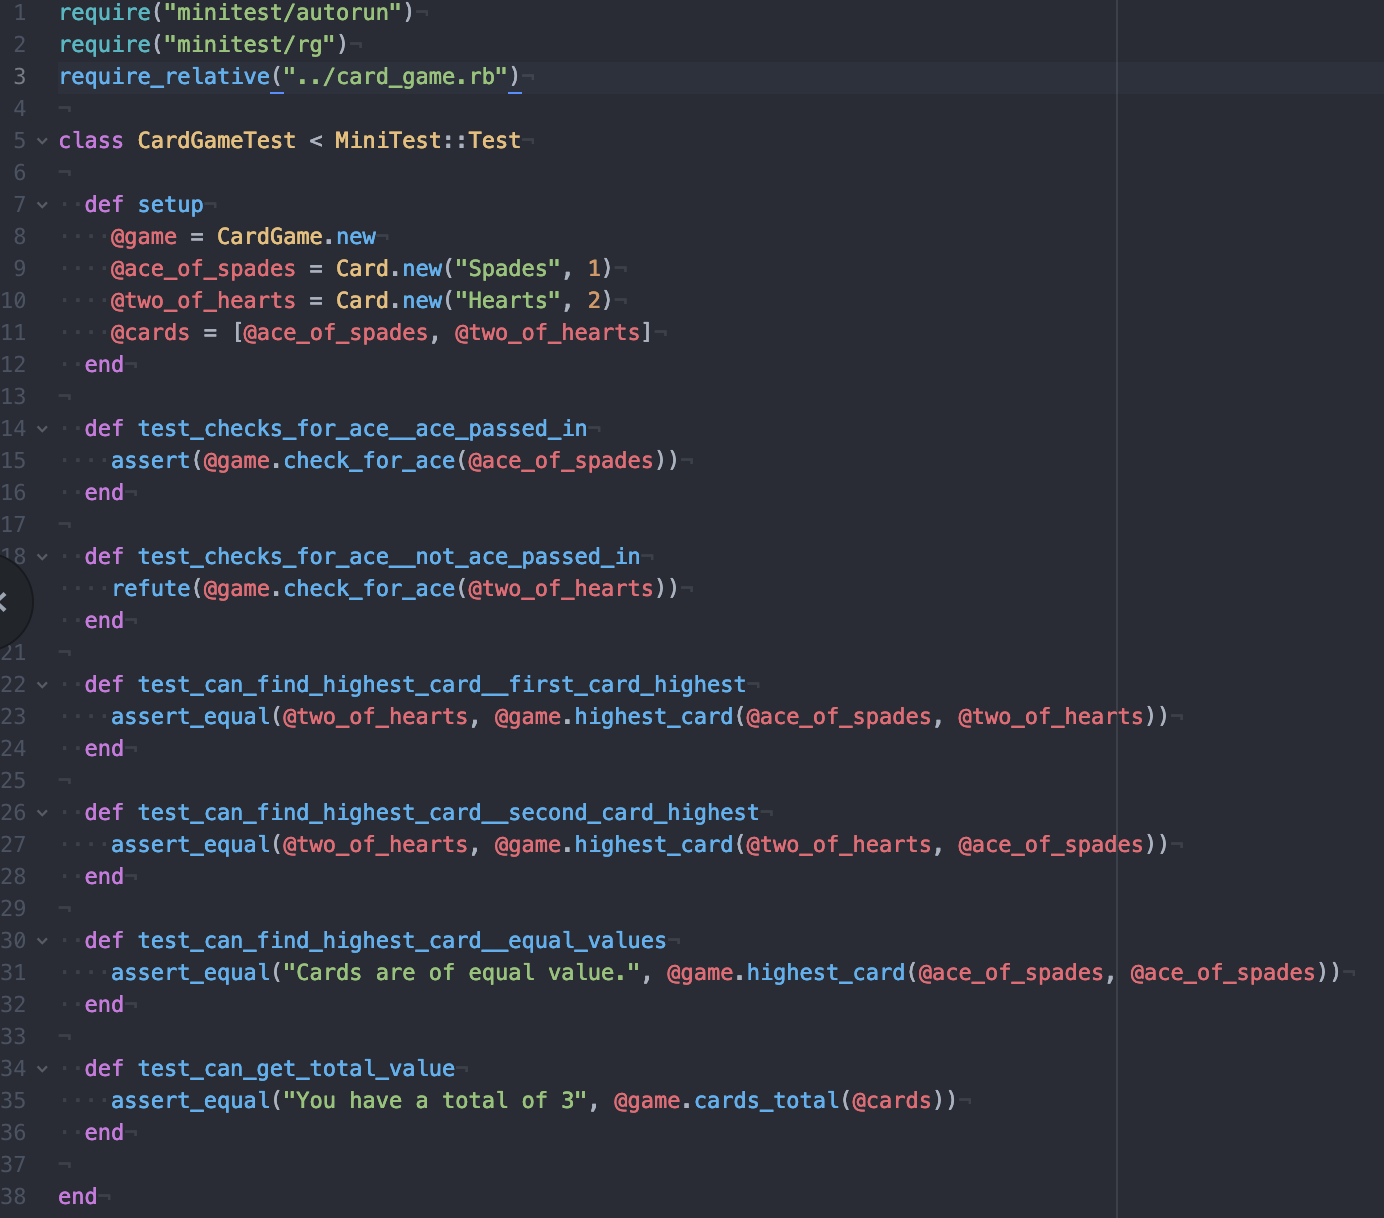 1 require("minitest/autorun")¬
2 require("minitest/rg")¬
3 require_relative("../card_game.rb")¬
4 ¬
5 class CardGameTest < MiniTest::Test¬
6 ¬
7 ··def setup¬
8 ····@game = CardGame.new¬
9 ····@ace_of_spades = Card.new("Spades", 1)¬
10 ····@two_of_hearts = Card.new("Hearts", 2)¬
11 ····@cards = [@ace_of_spades, @two_of_hearts]¬
12 ··end¬
13 ¬
14 ··def test_checks_for_ace__ace_passed_in¬
15 ····assert(@game.check_for_ace(@ace_of_spades))¬
16 ··end¬
17 ¬
18 ··def test_checks_for_ace__not_ace_passed_in¬
····refute(@game.check_for_ace(@two_of_hearts))¬
··end¬
21 ¬
22 ··def test_can_find_highest_card__first_card_highest¬
23 ····assert_equal(@two_of_hearts, @game.highest_card(@ace_of_spades, @two_of_hearts))¬
24 ··end¬
25 ¬
26 ··def test_can_find_highest_card__second_card_highest¬
27 ····assert_equal(@two_of_hearts, @game.highest_card(@two_of_hearts, @ace_of_spades))¬
28 ··end¬
29 ¬
30 ··def test_can_find_highest_card__equal_values¬
31 ····assert_equal("Cards are of equal value.", @game.highest_card(@ace_of_spades, @ace_of_spades))¬
32 ··end¬
33 ¬
34 ··def test_can_get_total_value¬
35 ····assert_equal("You have a total of 3", @game.cards_total(@cards))¬
36 ··end¬
37 ¬
38 end¬